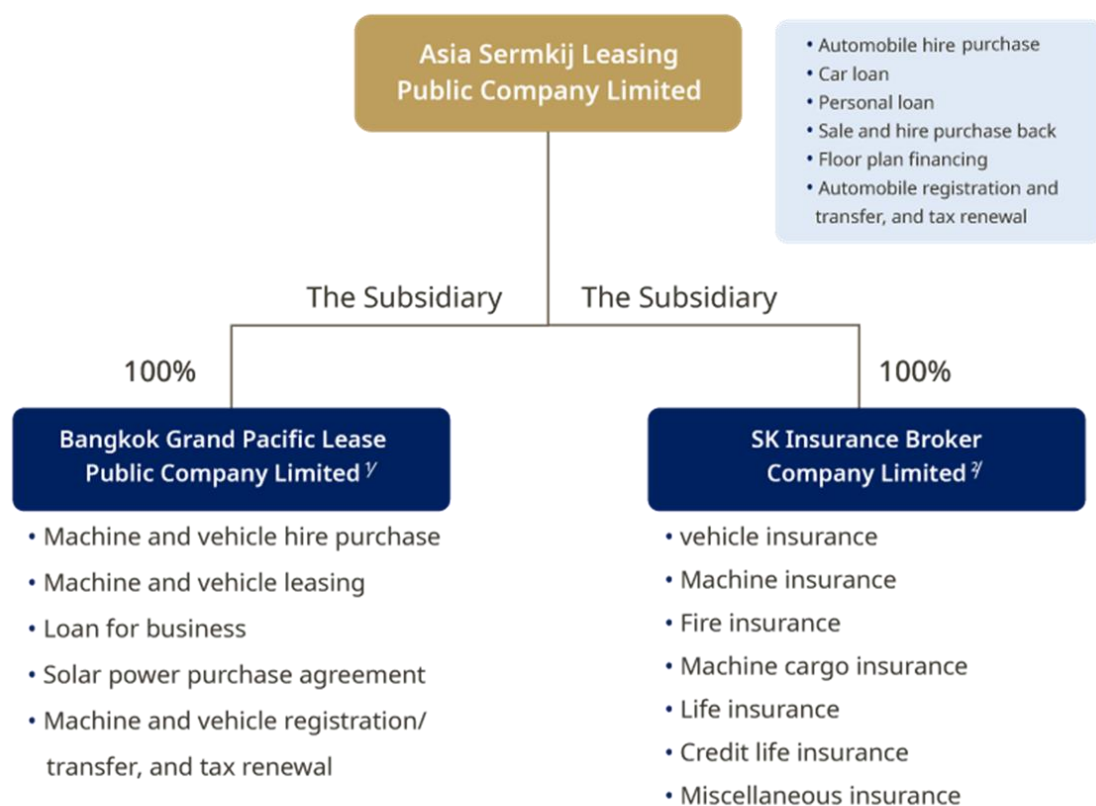 Asia Sermkij Leasing
Public Company Limited
• Automobile hire purchase
• Car loan
• Personal loan
• Sale and hire purchase back
• Floor plan financing
• Automobile registration and
transfer, and tax renewal
The Subsidiary
The Subsidiary
100%
100%
Bangkok Grand Pacific Lease
Public Company Limited 1/
• Machine and vehicle hire purchase
• Machine and vehicle leasing
• Loan for business
• Solar power purchase agreement
• Machine and vehicle registration/
transfer, and tax renewal
SK Insurance Broker
Company Limited 2/
• vehicle insurance
• Machine insurance
• Fire insurance
• Machine cargo insurance
• Life insurance
• Credit life insurance
• Miscellaneous insurance